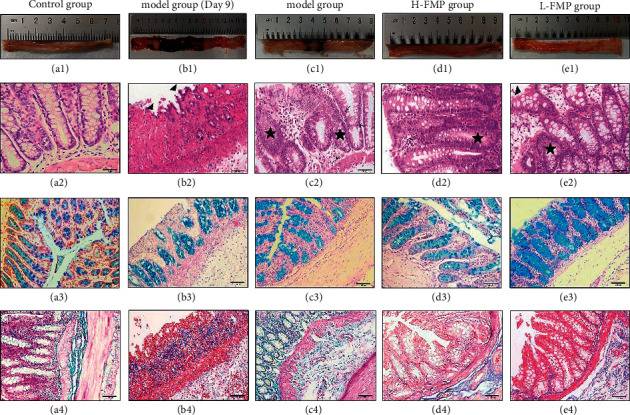 Control group model group (Day 9) model group H-FMP group L-FMP group
(a1) (b1) (c1) (d1) (e1)
(a2) (b2) (c2) (d2) (e2)
(a3) (b3) (c3) (d3) (e3)
(a4) (b4) (c4) (d4) (e4)